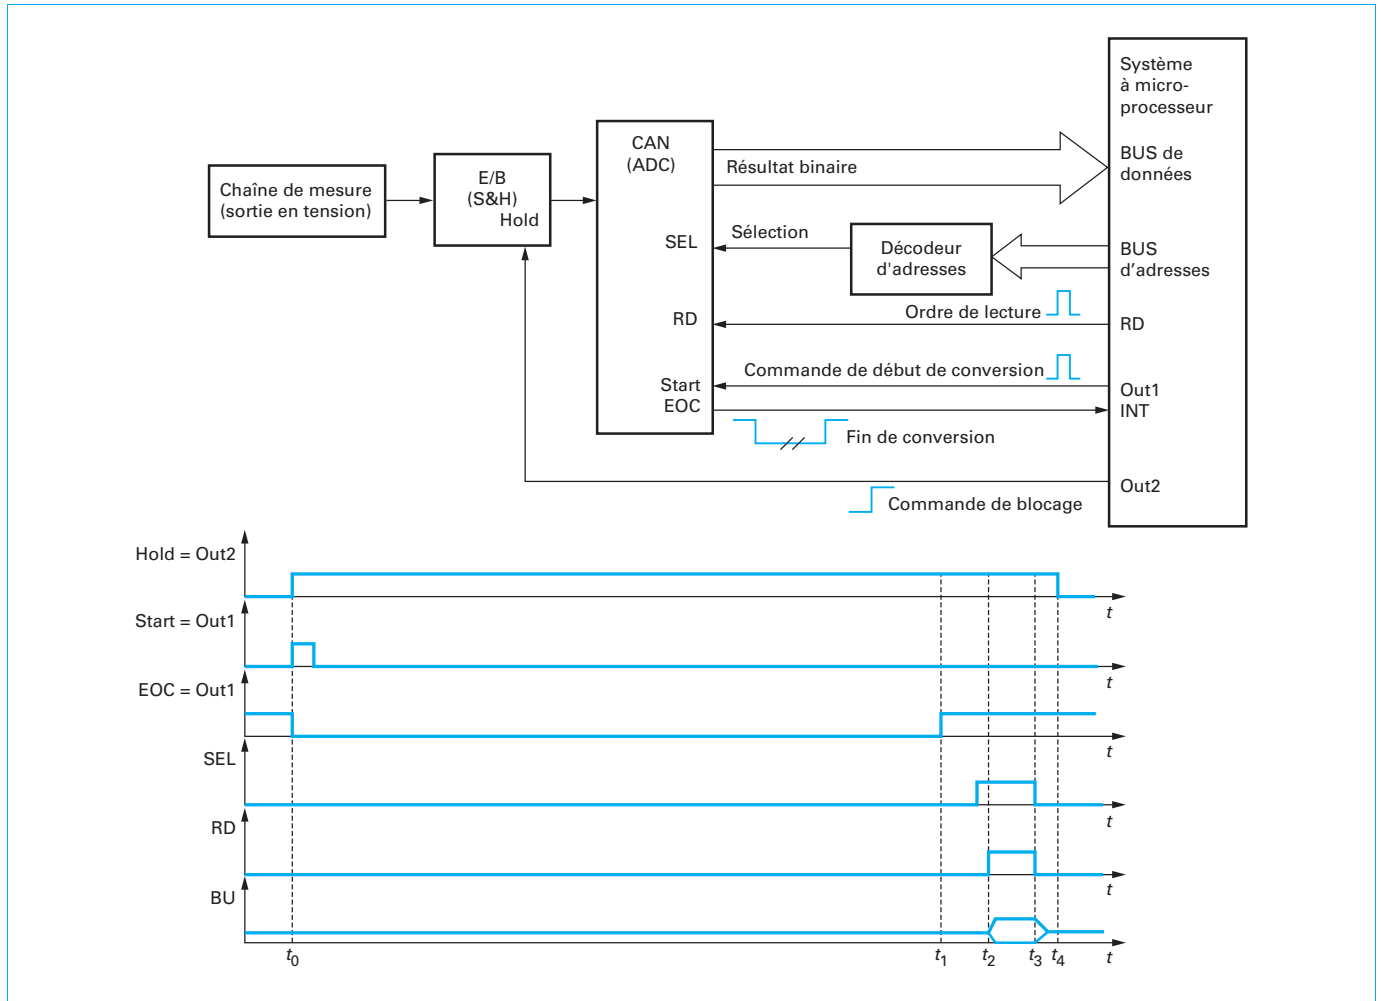 Système
à micro-
processeur
CAN
(ADC)
BUS de
données
Résultat binaire
E/B
(S&H)
Hold
Chaîne de mesure
(sortie en tension)
Sélection
SEL
Décodeur
d'adresses
BUS
d'adresses
Ordre de lecture
RD
RD
Commande de début de conversion
Start
EOC
Out1
INT
Fin de conversion
Out2
Commande de blocage
Hold = Out2
t
Start = Out1
t
EOC = Out1
t
SEL
t
RD
t
BU
t0
t1
t2
t3
t4
t